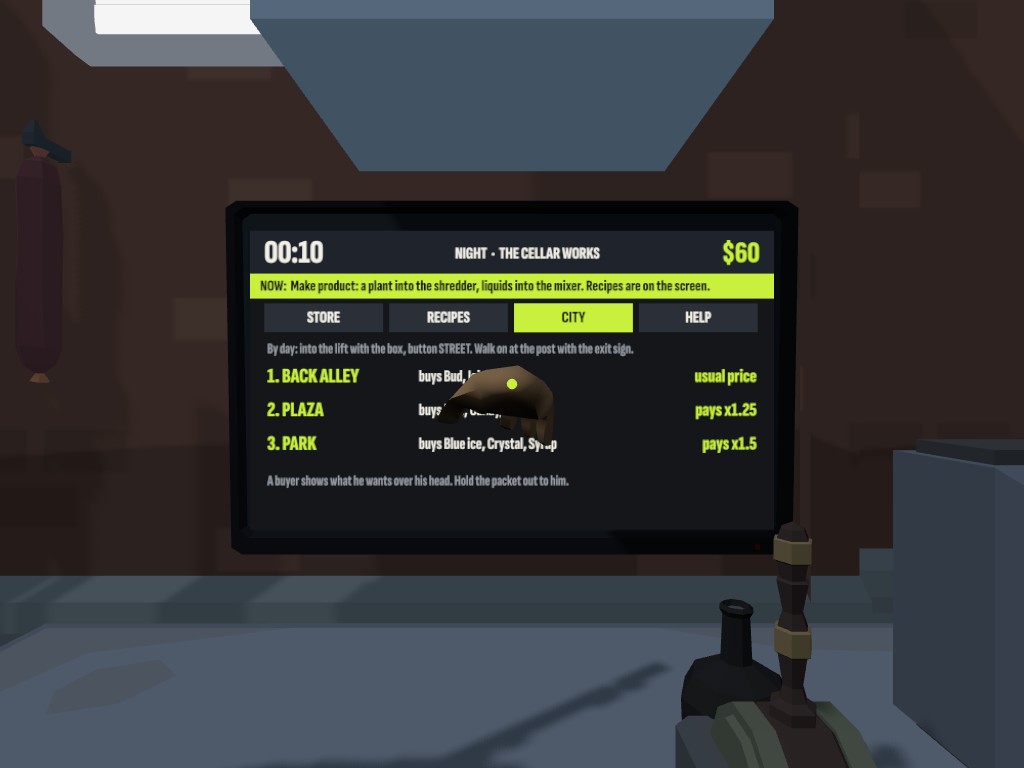 00:10 NIGHT · THE CELLAR WORKS $60
NOW: Make product: a plant into the shredder, liquids into the mixer. Recipes are on the screen.
STORE RECIPES CITY HELP
By day: into the lift with the box, button STREET. Walk on at the post with the exit sign.
1. BACK ALLEY buys Bud, usual price
2. PLAZA buys pays x1.25
3. PARK buys Blue ice, Crystal, Syrup pays x1.5
A buyer shows what he wants over his head. Hold the packet out to him.